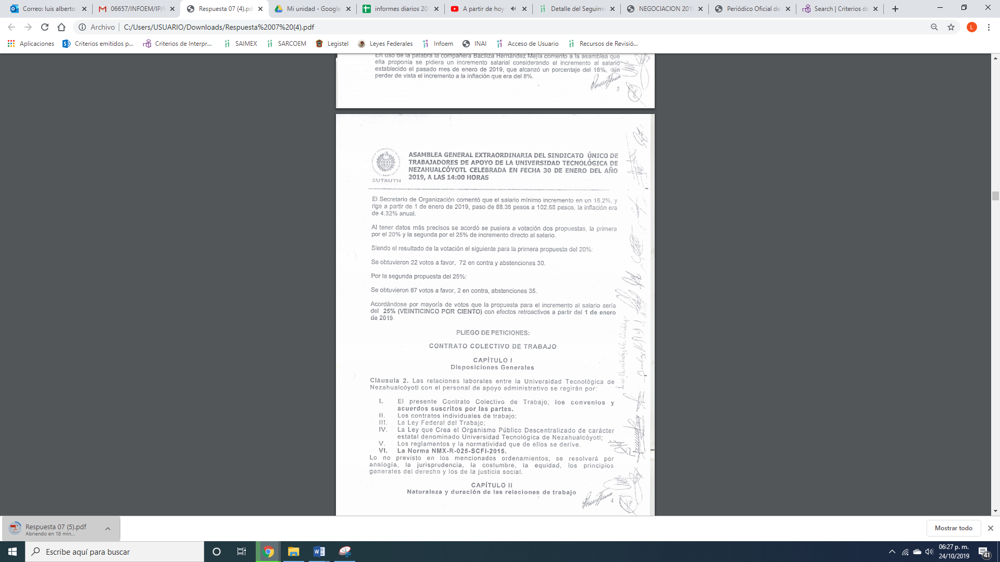 Correo: luis alberto
06657/INFOEM/IP/
Respuesta 07 (4).pd
Mi unidad - Google
informes diarios 20
A partir de hoy
Detalle del Seguimi
NEGOCIACION 2019
Periódico Oficial de
Search | Criterios de
Archivo
C:/Users/USUARIO/Downloads/Respuesta%2007%20(4).pdf
L
Aplicaciones
Criterios emitidos p...
Criterios de Interpr...
SAIMEX
SARCOEM
Legistel
Leyes Federales
Infoem
INAI
Acceso de Usuario
Recursos de Revisió...
En uso de la palabra la compañera Baciliza Hernández Mejía comento a la asamblea que
ella proponía se pidiera un incremento salarial considerando el incremento al salario
establecido el pasado mes de enero de 2019, que alcanzó un porcentaje del 18%, sin
perder de vista el incremento a la inflación que era del 8%.
3
SUTAUTN
ASAMBLEA GENERAL EXTRAORDINARIA DEL SINDICATO ÚNICO DE
TRABAJADORES DE APOYO DE LA UNIVERSIDAD TECNOLÓGICA DE
NEZAHUALCÓYOTL CELEBRADA EN FECHA 30 DE ENERO DEL AÑO
2019, A LAS 14:00 HORAS
El Secretario de Organización comentó que el salario mínimo incremento en un 16.2%, y
rige a partir de 1 de enero de 2019, paso de 88.36 pesos a 102.68 pesos, la inflación era
de 4.32% anual.
Al tener datos más precisos se acordó se pusiera a votación dos propuestas, la primera
por el 20% y la segunda por el 25% de incremento directo al salario.
Siendo el resultado de la votación el siguiente para la primera propuesta del 20%:
Se obtuvieron 22 votos a favor, 72 en contra y abstenciones 30.
Por la segunda propuesta del 25%:
Se obtuvieron 87 votos a favor, 2 en contra, abstenciones 35.
Acordándose por mayoría de votos que la propuesta para el incremento al salario sería
del 25% (VEINTICINCO POR CIENTO) con efectos retroactivos a partir del 1 de enero
de 2019.
PLIEGO DE PETICIONES:
CONTRATO COLECTIVO DE TRABAJO
CAPÍTULO I
Disposiciones Generales
Cláusula 2. Las relaciones laborales entre la Universidad Tecnológica de
Nezahualcóyotl con el personal de apoyo administrativo se regirán por:
I. El presente Contrato Colectivo de Trabajo; los convenios y
acuerdos suscritos por las partes.
II. Los contratos individuales de trabajo;
III. La Ley Federal del Trabajo;
IV. La Ley que Crea el Organismo Público Descentralizado de carácter
estatal denominado Universidad Tecnológica de Nezahualcóyotl;
V. Los reglamentos y la normatividad que de ellos se derive.
VI. La Norma NMX-R-025-SCFI-2015.
Lo no previsto en los mencionados ordenamientos, se resolverá por
analogía, la jurisprudencia, la costumbre, la equidad, los principios
generales del derecho y los de la justicia social.
CAPÍTULO II
Naturaleza y duración de las relaciones de trabajo
4
Respuesta 07 (5).pdf
Abriendo en 18 min...
Mostrar todo
Escribe aquí para buscar
06:27 p. m.
24/10/2019
41